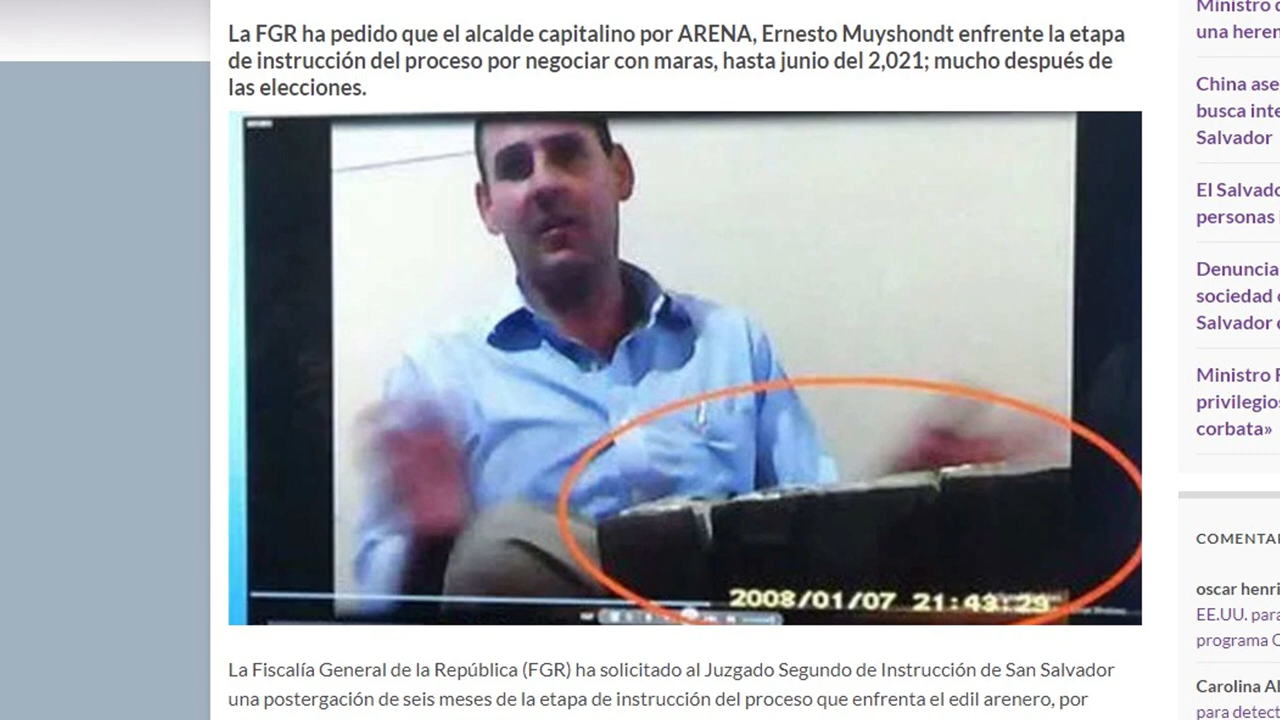 La FGR ha pedido que el alcalde capitalino por ARENA, Ernesto Muyshondt enfrente la etapa
de instrucción del proceso por negociar con maras, hasta junio del 2,021; mucho después de
las elecciones.
2008/01/07 21:43:29
La Fiscalía General de la República (FGR) ha solicitado al Juzgado Segundo de Instrucción de San Salvador
una postergación de seis meses de la etapa de instrucción del proceso que enfrenta el edil arenero, por
Ministro
una heren
China ase
busca inte
Salvador
El Salvado
personas
Denuncia
sociedad
Salvador
Ministro
privilegio
corbata»
COMENTA
oscar henri
EE.UU. para
programa
Carolina Al
para detect